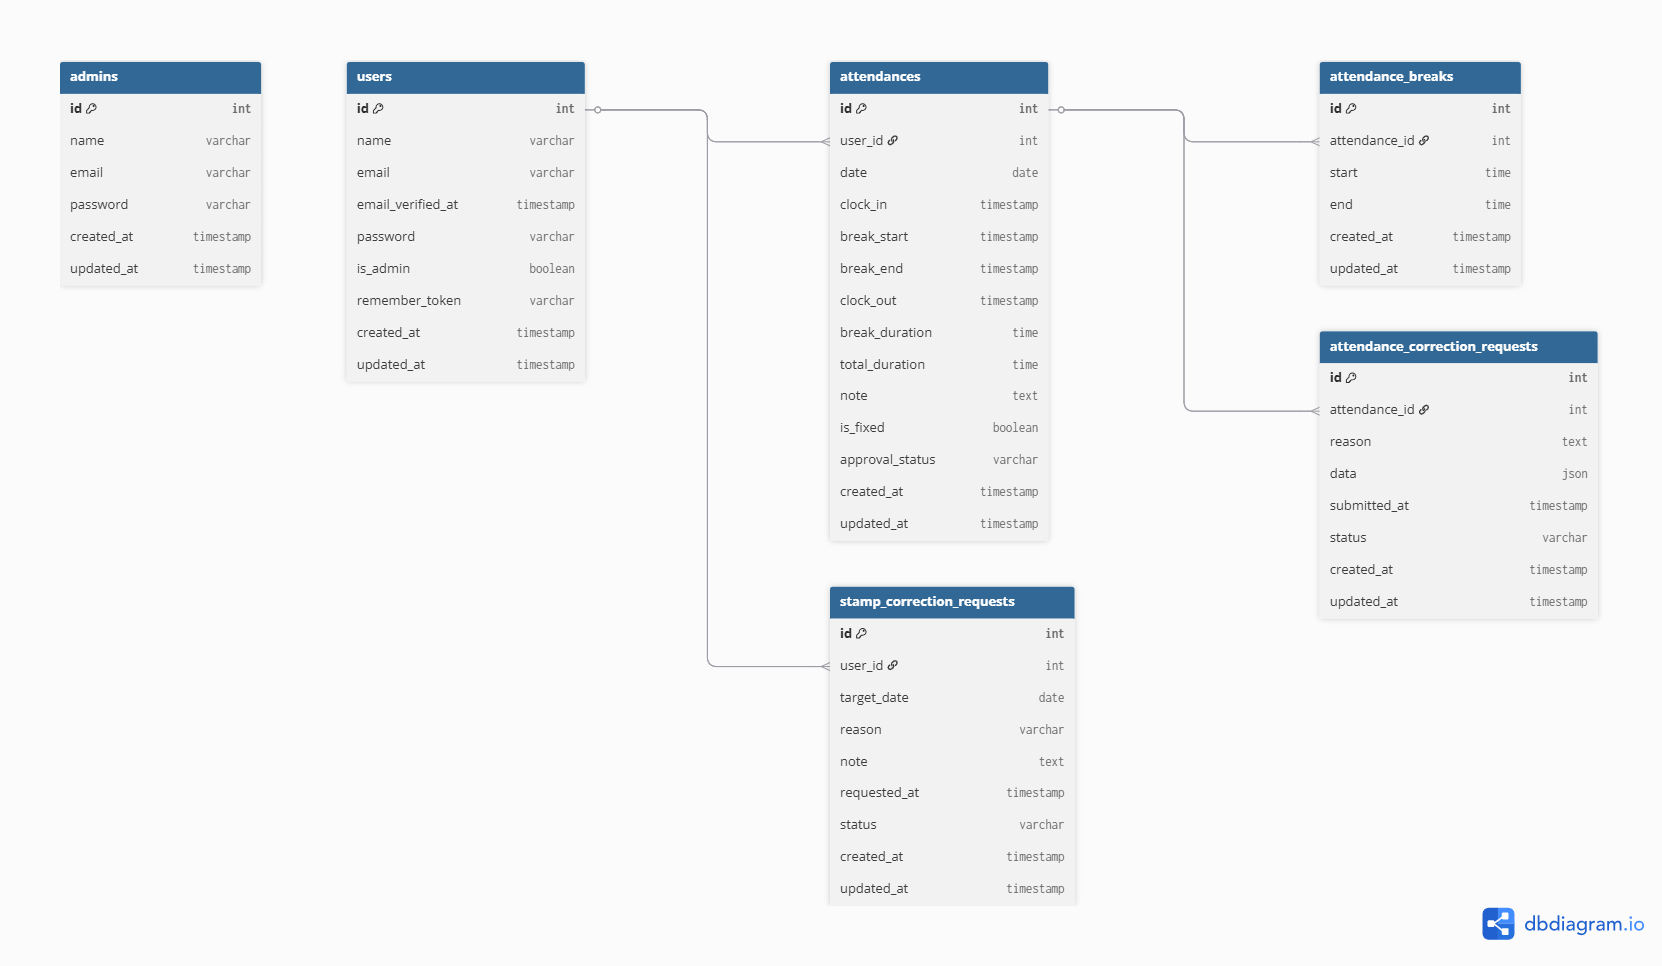 admins
id int
name varchar
email varchar
password varchar
created_at timestamp
updated_at timestamp
users
id int
name varchar
email varchar
email_verified_at timestamp
password varchar
is_admin boolean
remember_token varchar
created_at timestamp
updated_at timestamp
attendances
id int
user_id int
date date
clock_in timestamp
break_start timestamp
break_end timestamp
clock_out timestamp
break_duration time
total_duration time
note text
is_fixed boolean
approval_status varchar
created_at timestamp
updated_at timestamp
stamp_correction_requests
id int
user_id int
target_date date
reason varchar
note text
requested_at timestamp
status varchar
created_at timestamp
updated_at timestamp
attendance_breaks
id int
attendance_id int
start time
end time
created_at timestamp
updated_at timestamp
attendance_correction_requests
id int
attendance_id int
reason text
data json
submitted_at timestamp
status varchar
created_at timestamp
updated_at timestamp
dbdiagram.io